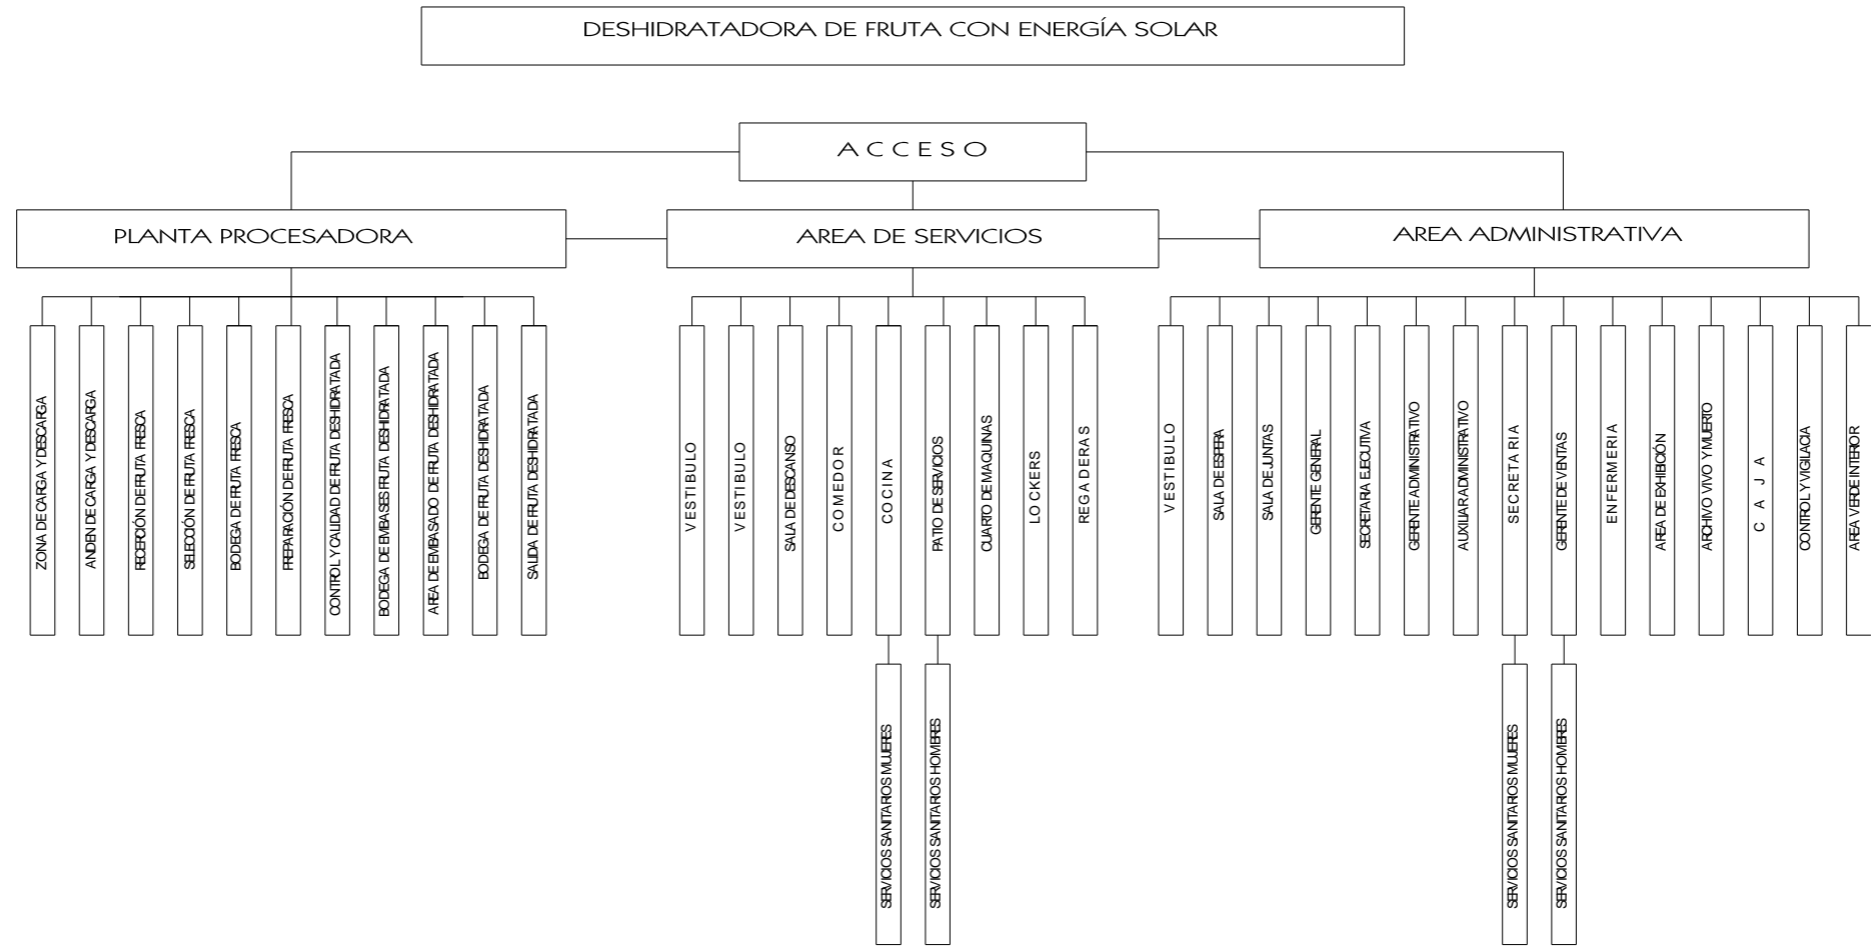 DESHIDRATADORA DE FRUTA CON ENERGÍA SOLAR
A C C E S O
PLANTA PROCESADORA
AREA DE SERVICIOS
AREA ADMINISTRATIVA
ZONA DE CARGA Y DESCARGA
ANDEN DE CARGA Y DESCARGA
RECEPCIÓN DE FRUTA FRESCA
SELECCIÓN DE FRUTA FRESCA
BODEGA DE FRUTA FRESCA
PREPARACIÓN DE FRUTA FRESCA
CONTROL Y CALIDAD DE FRUTA DESHIDRATADA
BODEGA DE EMBASES FRUTA DESHIDRATADA
AREA DE EMBASADO DE FRUTA DESHIDRATADA
BODEGA DE FRUTA DESHIDRATADA
SALIDA DE FRUTA DESHIDRATADA
VESTIBULO
VESTIBULO
SALA DE DESCANSO
COMEDOR
COCINA
PATIO DE SERVICIOS
CUARTO DE MAQUINAS
LOCKERS
REGADERAS
VESTIBULO
SALA DE ESPERA
SALA DE JUNTAS
GERENTE GENERAL
SECRETARIA EJECUTIVA
GERENTE ADMINISTRATIVO
AUXILIAR ADMINISTRATIVO
SECRETARIA
GERENTE DE VENTAS
ENFERMERIA
AREA DE EXHIBICIÓN
ARCHIVO VIVO Y MUERTO
C A J A
CONTROL Y VIGILACIA
AREA VERDE INTERIOR
SERVICIOS SANITAROS MUJERES
SERVICIOS SANITAROS HOMBRES
SERVICIOS SANITAROS MUJERES
SERVICIOS SANITAROS HOMBRES